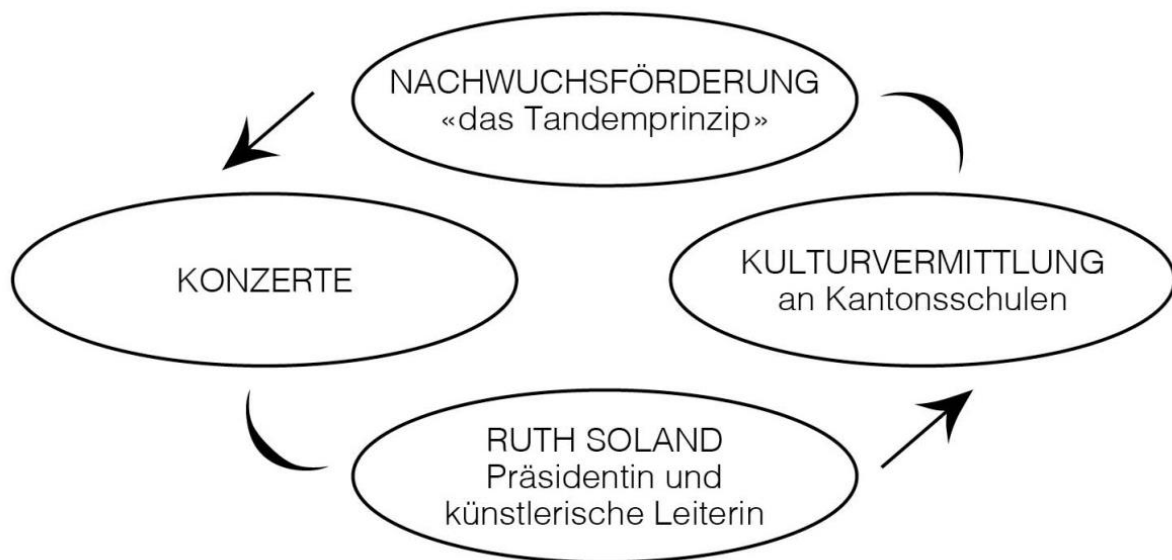 NACHWUCHSFÖRDERUNG
«das Tandemprinzip»
KONZERTE
KULTURVERMITTLUNG
an Kantonsschulen
RUTH SOLAND
Präsidentin und
künstlerische Leiterin